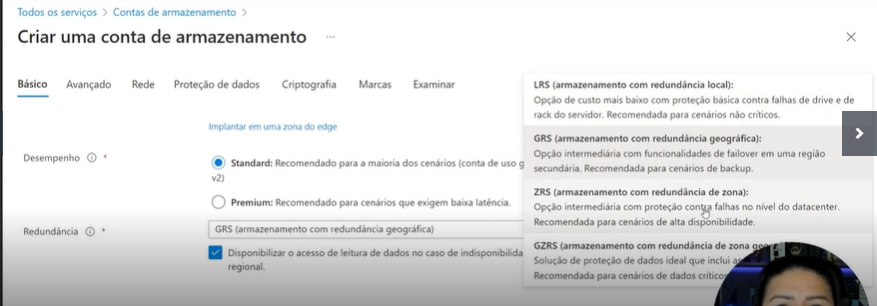 Todos os serviços > Contas de armazenamento >
Criar uma conta de armazenamento ...
Básico Avançado Rede Proteção de dados Criptografia Marcas Examinar
Implantar em uma zona do edge
Desempenho *
Standard: Recomendado para a maioria dos cenários (conta de uso g
v2)
Premium: Recomendado para cenários que exigem baixa latência.
Redundância *
GRS (armazenamento com redundância geográfica)
Disponibilizar o acesso de leitura de dados no caso de indisponibilida
regional.
LRS (armazenamento com redundância local):
Opção de custo mais baixo com proteção básica contra falhas de drive e de
rack do servidor. Recomendada para cenários não críticos.
GRS (armazenamento com redundância geográfica):
Opção intermediária com funcionalidades de failover em uma região
secundária. Recomendada para cenários de backup.
ZRS (armazenamento com redundância de zona):
Opção intermediária com proteção contra falhas no nível do datacenter.
Recomendada para cenários de alta disponibilidade.
GZRS (armazenamento com redundância de zona
Solução de proteção de dados ideal que inclui
Recomendada para cenários de dados